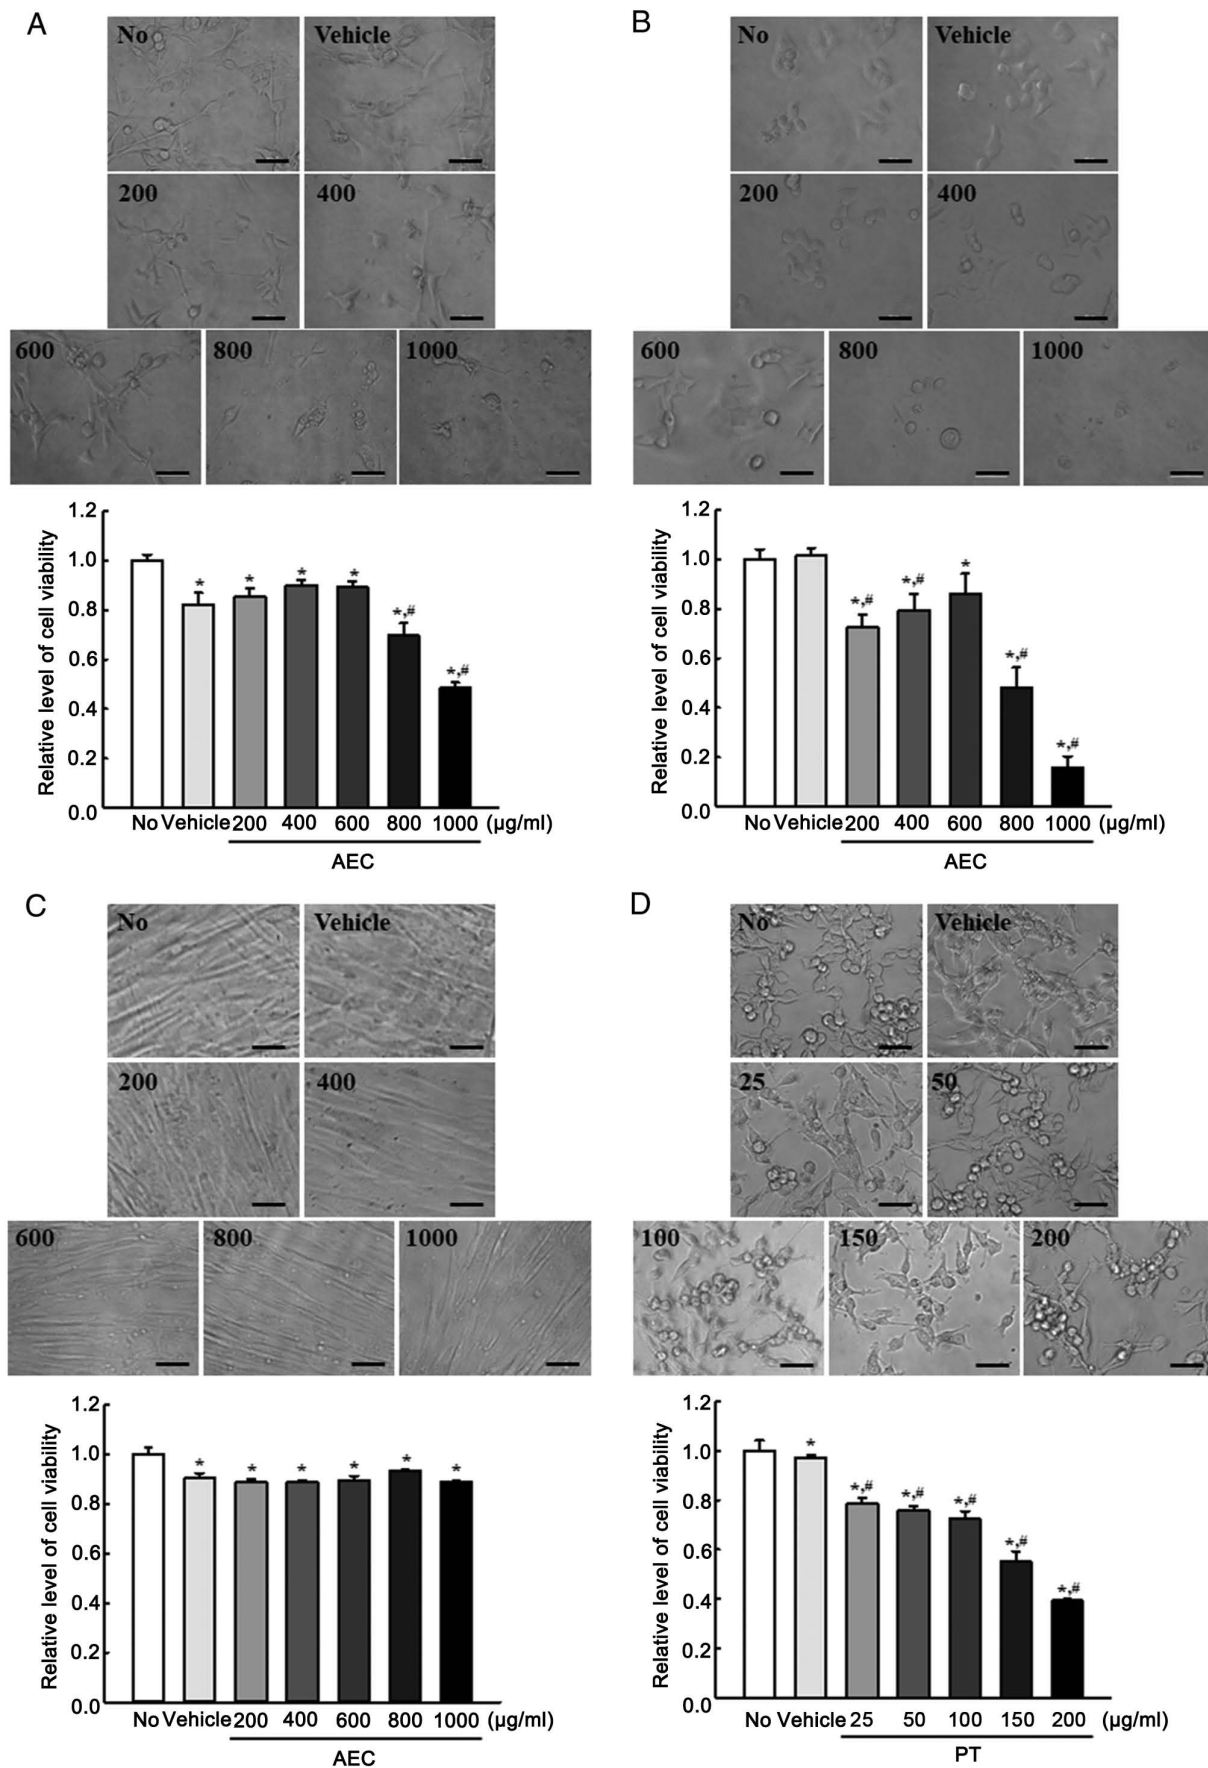 A
No Vehicle
200 400
600 800 1000
Relative level of cell viability
1.2
1.0
0.8
0.6
0.4
0.2
0.0
* * * * *,# *,#
No Vehicle 200 400 600 800 1000 (µg/ml)
AEC
B
No Vehicle
200 400
600 800 1000
Relative level of cell viability
1.2
1.0
0.8
0.6
0.4
0.2
0.0
*,# *,# * *,# *,#
No Vehicle 200 400 600 800 1000 (µg/ml)
AEC
C
No Vehicle
200 400
600 800 1000
Relative level of cell viability
1.2
1.0
0.8
0.6
0.4
0.2
0.0
* * * * * *
No Vehicle 200 400 600 800 1000 (µg/ml)
AEC
D
No Vehicle
25 50
100 150 200
Relative level of cell viability
1.2
1.0
0.8
0.6
0.4
0.2
0.0
* *,# *,# *,# *,# *,#
No Vehicle 25 50 100 150 200 (µg/ml)
PT